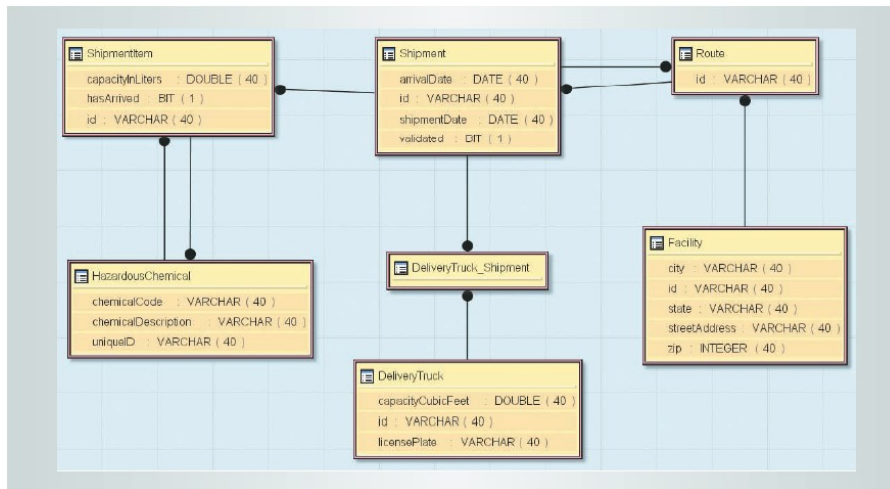 ShipmentItem
capacityInLiters : DOUBLE ( 40 )
hasArrived : BIT ( 1 )
id : VARCHAR ( 40 )
Shipment
arrivalDate : DATE ( 40 )
id : VARCHAR ( 40 )
shipmentDate : DATE ( 40 )
validated : BIT ( 1 )
Route
id : VARCHAR ( 40 )
HazardousChemical
chemicalCode : VARCHAR ( 40 )
chemicalDescription : VARCHAR ( 40 )
uniqueID : VARCHAR ( 40 )
DeliveryTruck_Shipment
Facility
city : VARCHAR ( 40 )
id : VARCHAR ( 40 )
state : VARCHAR ( 40 )
streetAddress : VARCHAR ( 40 )
zip : INTEGER ( 40 )
DeliveryTruck
capacityCubicFeet : DOUBLE ( 40 )
id : VARCHAR ( 40 )
licensePlate : VARCHAR ( 40 )